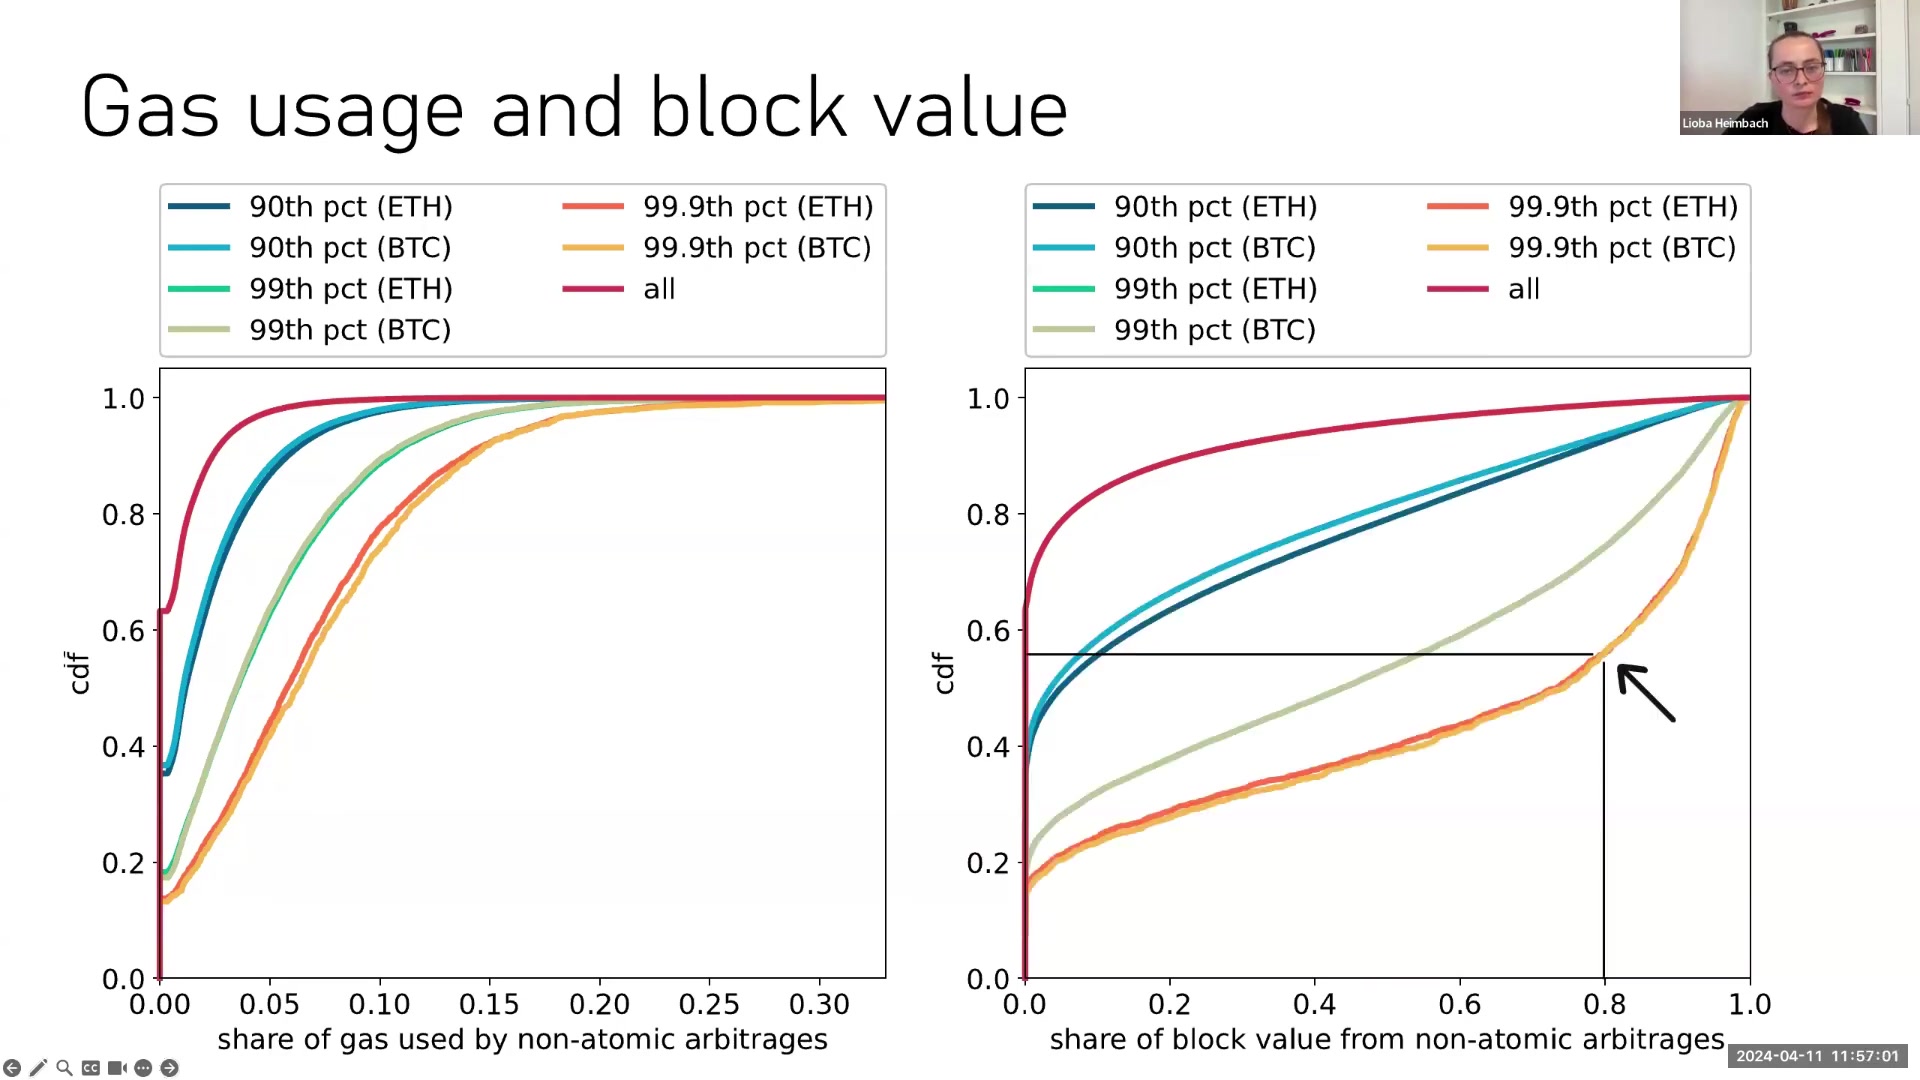 Gas usage and block value
Lioba Heimbach
90th pct (ETH)
90th pct (BTC)
99th pct (ETH)
99th pct (BTC)
99.9th pct (ETH)
99.9th pct (BTC)
all
1.0
0.8
0.6
0.4
0.2
0.0
cdf
0.00 0.05 0.10 0.15 0.20 0.25 0.30
share of gas used by non-atomic arbitrages
90th pct (ETH)
90th pct (BTC)
99th pct (ETH)
99th pct (BTC)
99.9th pct (ETH)
99.9th pct (BTC)
all
1.0
0.8
0.6
0.4
0.2
0.0
cdf
0.0 0.2 0.4 0.6 0.8 1.0
share of block value from non-atomic arbitrages
CC
2024-04-11 11:57:01